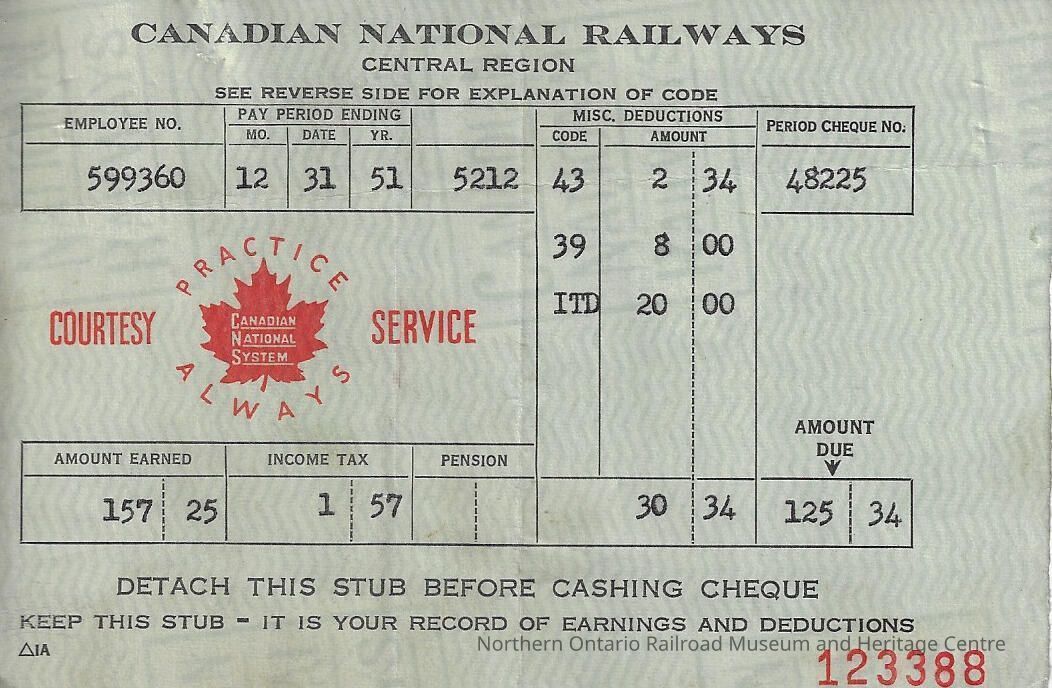 CANADIAN NATIONAL RAILWAYS
CENTRAL REGION
SEE REVERSE SIDE FOR EXPLANATION OF CODE
EMPLOYEE NO. PAY PERIOD ENDING MISC. DEDUCTIONS PERIOD CHEQUE NO.
MO. DATE YR. CODE AMOUNT
599360 12 31 51 5212 43 2 34 48225
39 8 00
ITD 20 00
PRACTICE
COURTESY SERVICE
CANADIAN
NATIONAL
SYSTEM
ALWAYS
AMOUNT
DUE
AMOUNT EARNED INCOME TAX PENSION
157 25 1 57 30 34 125 34
DETACH THIS STUB BEFORE CASHING CHEQUE
KEEP THIS STUB - IT IS YOUR RECORD OF EARNINGS AND DEDUCTIONS
Northern Ontario Railroad Museum and Heritage Centre
△1A
123388